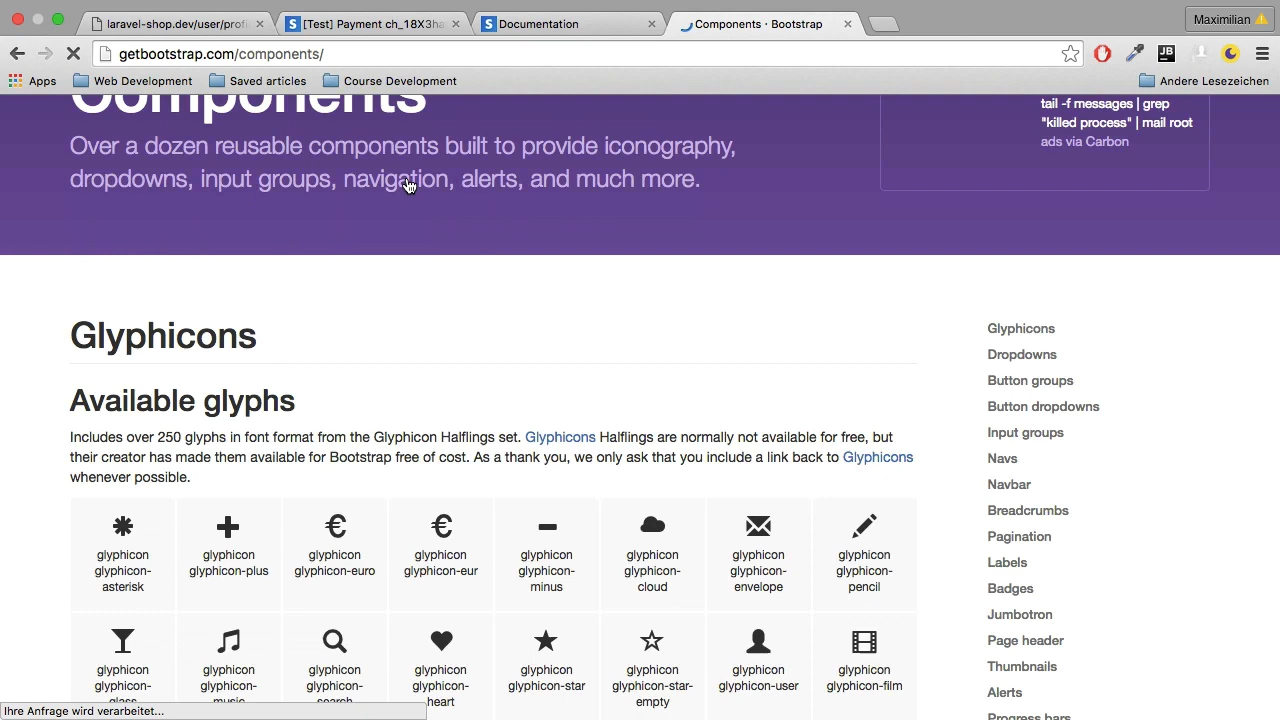 laravel-shop.dev/user/profi
[Test] Payment ch_18X3ha
Documentation
Components · Bootstrap
Maximilian
getbootstrap.com/components/
Apps
Web Development
Saved articles
Course Development
Andere Lesezeichen
Components
Over a dozen reusable components built to provide iconography,
dropdowns, input groups, navigation, alerts, and much more.
tail -f messages | grep
"killed process" | mail root
ads via Carbon
Glyphicons
Available glyphs
Includes over 250 glyphs in font format from the Glyphicon Halflings set. Glyphicons Halflings are normally not available for free, but
their creator has made them available for Bootstrap free of cost. As a thank you, we only ask that you include a link back to Glyphicons
whenever possible.
glyphicon
glyphicon-
asterisk
glyphicon
glyphicon-plus
glyphicon
glyphicon-euro
glyphicon
glyphicon-eur
glyphicon
glyphicon-
minus
glyphicon
glyphicon-
cloud
glyphicon
glyphicon-
envelope
glyphicon
glyphicon-
pencil
glyphicon
glyphicon-
glass
glyphicon
glyphicon-
music
glyphicon
glyphicon-
search
glyphicon
glyphicon-
heart
glyphicon
glyphicon-star
glyphicon
glyphicon-star-
empty
glyphicon
glyphicon-user
glyphicon
glyphicon-film
Glyphicons
Dropdowns
Button groups
Button dropdowns
Input groups
Navs
Navbar
Breadcrumbs
Pagination
Labels
Badges
Jumbotron
Page header
Thumbnails
Alerts
Progress bars
Ihre Anfrage wird verarbeitet...
JB